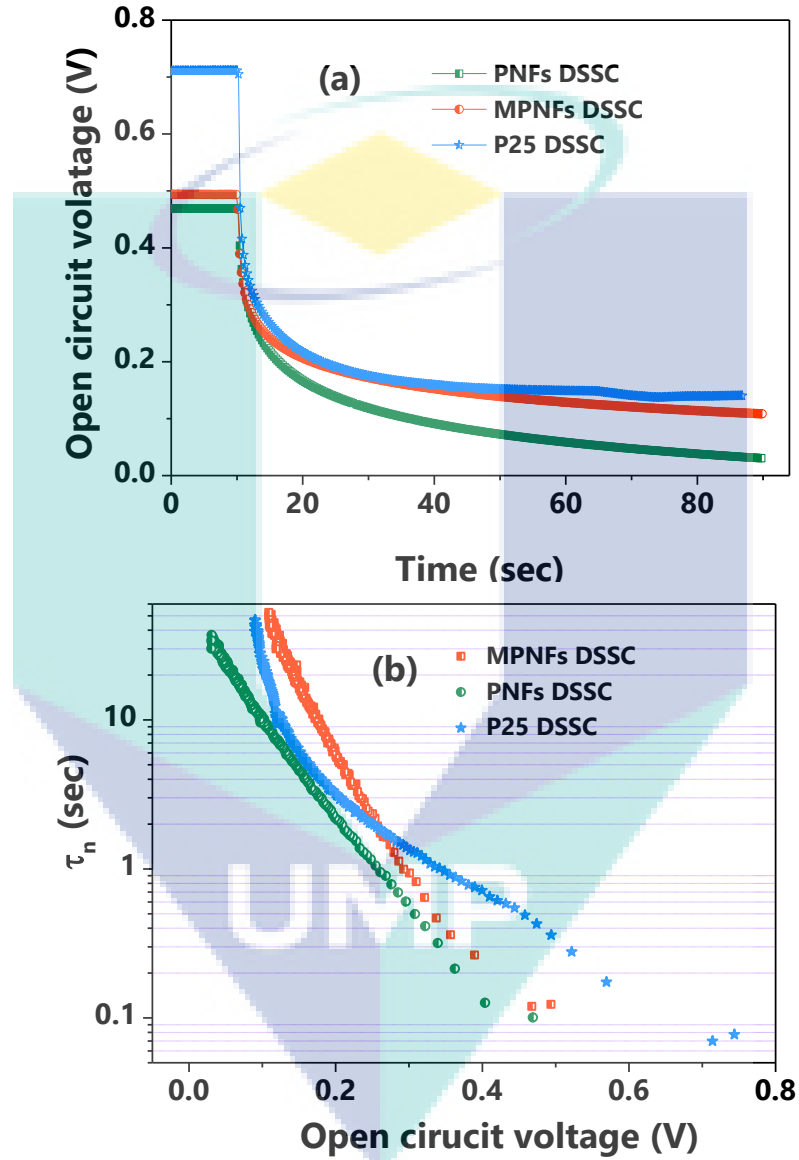 0.8
0.6
0.4
0.2
0.0
Open circuit volatage (V)
(a)
PNFs DSSC
MPNFs DSSC
P25 DSSC
0 20 40 60 80
Time (sec)
10
1
0.1
τn (sec)
(b)
MPNFs DSSC
PNFs DSSC
P25 DSSC
UMP
0.0 0.2 0.4 0.6 0.8
Open cirucit voltage (V)